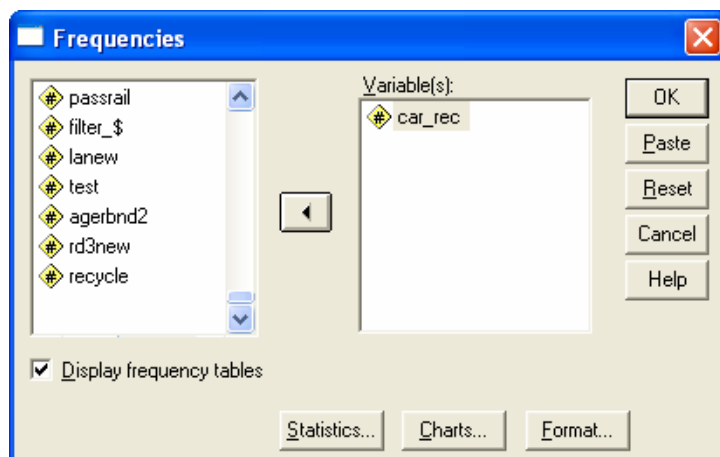 Frequencies
passrail
filter_$
lanew
test
agerbnd2
rd3new
recycle
Variable(s):
car_rec
OK
Paste
Reset
Cancel
Help
Display frequency tables
Statistics... Charts... Format...